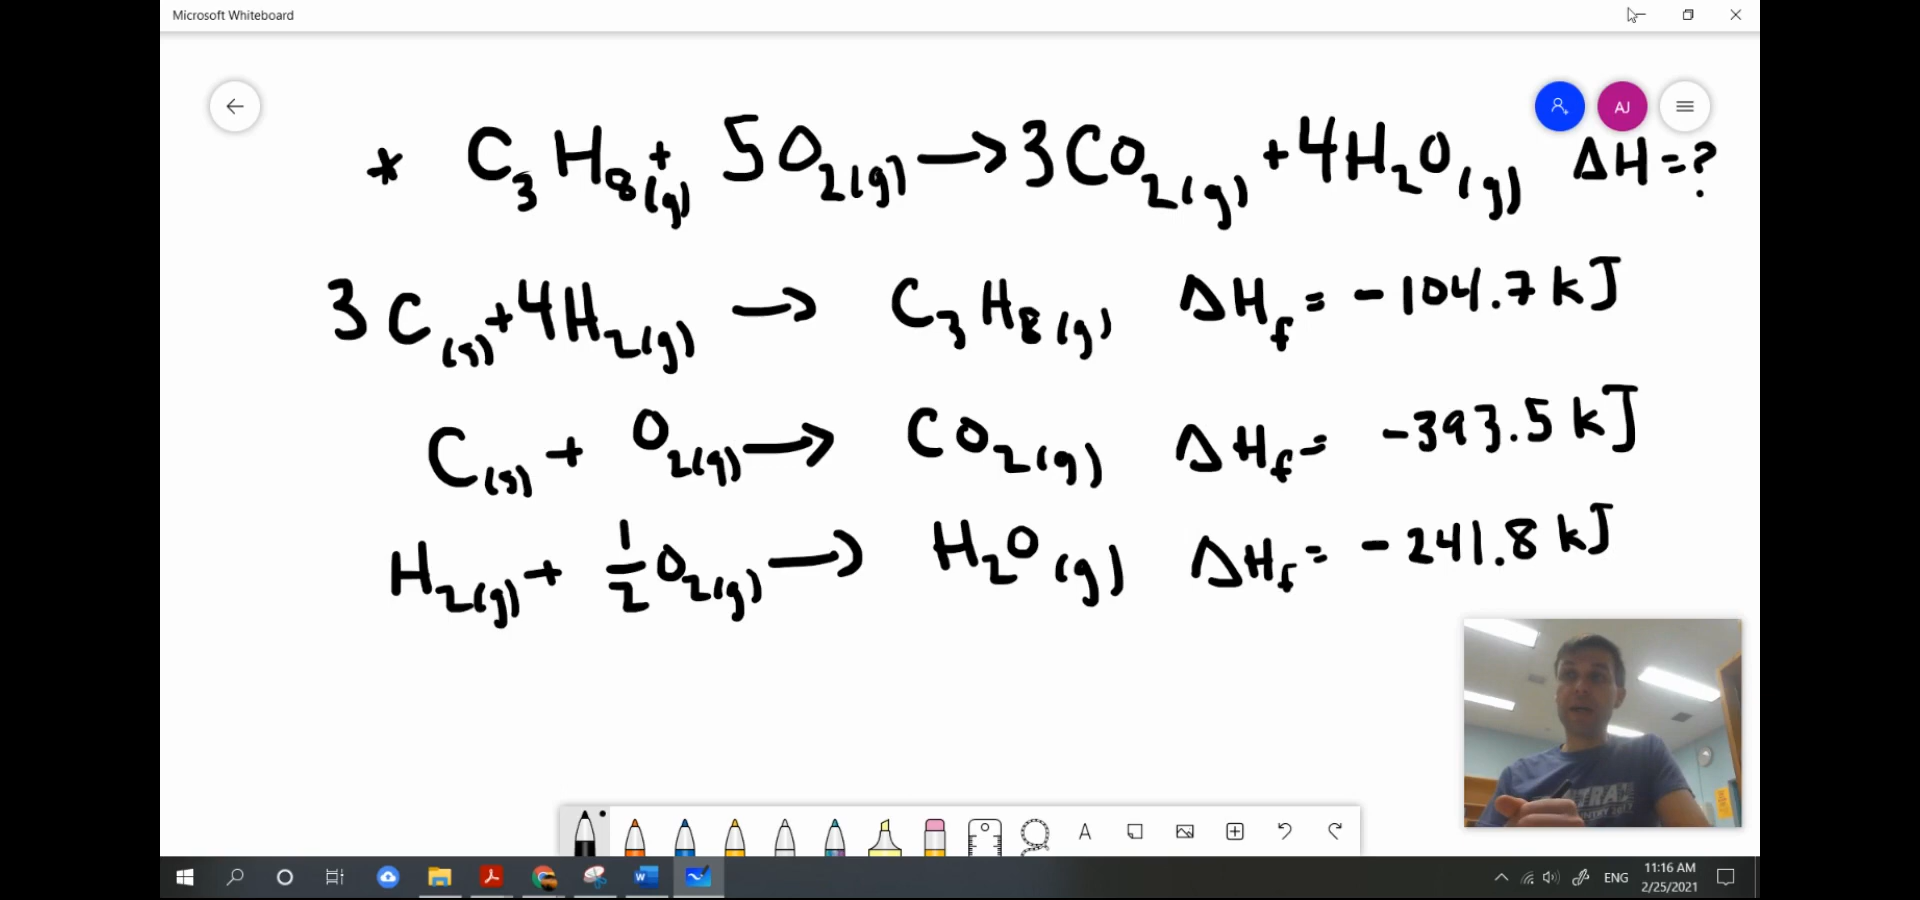 Microsoft Whiteboard
AJ
* C₃H₈(g) + 5O₂(g) → 3CO₂(g) + 4H₂O(g) ΔH = ?
3C(s) + 4H₂(g) → C₃H₈(g) ΔHf = -104.7 kJ
C(s) + O₂(g) → CO₂(g) ΔHf = -393.5 kJ
H₂(g) + 1/2 O₂(g) → H₂O(g) ΔHf = -241.8 kJ
A
ENG
11:16 AM
2/25/2021